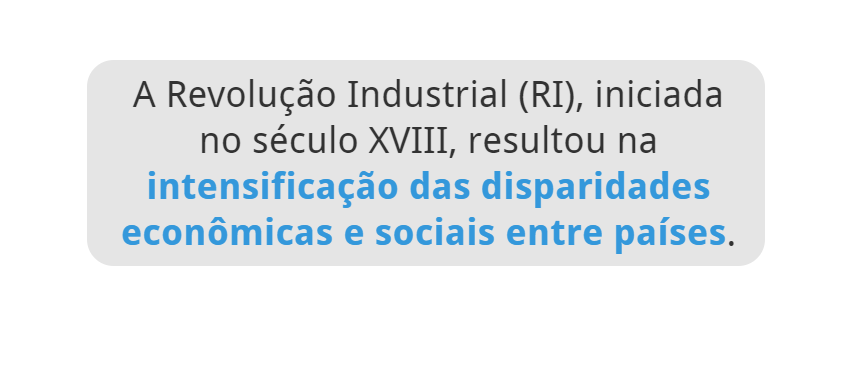 A Revolução Industrial (RI), iniciada
no século XVIII, resultou na
intensificação das disparidades
econômicas e sociais entre países.